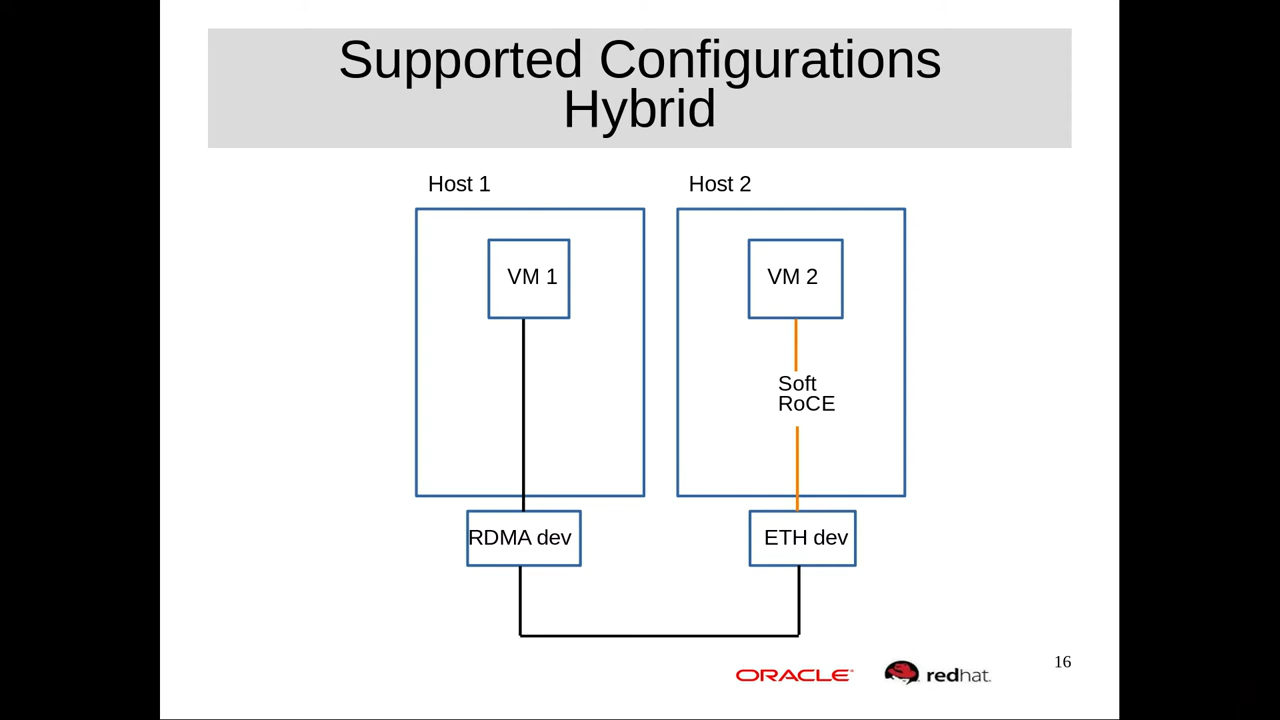 Supported Configurations
Hybrid
Host 1
Host 2
VM 1
VM 2
Soft
RoCE
RDMA dev
ETH dev
ORACLE
redhat.
16